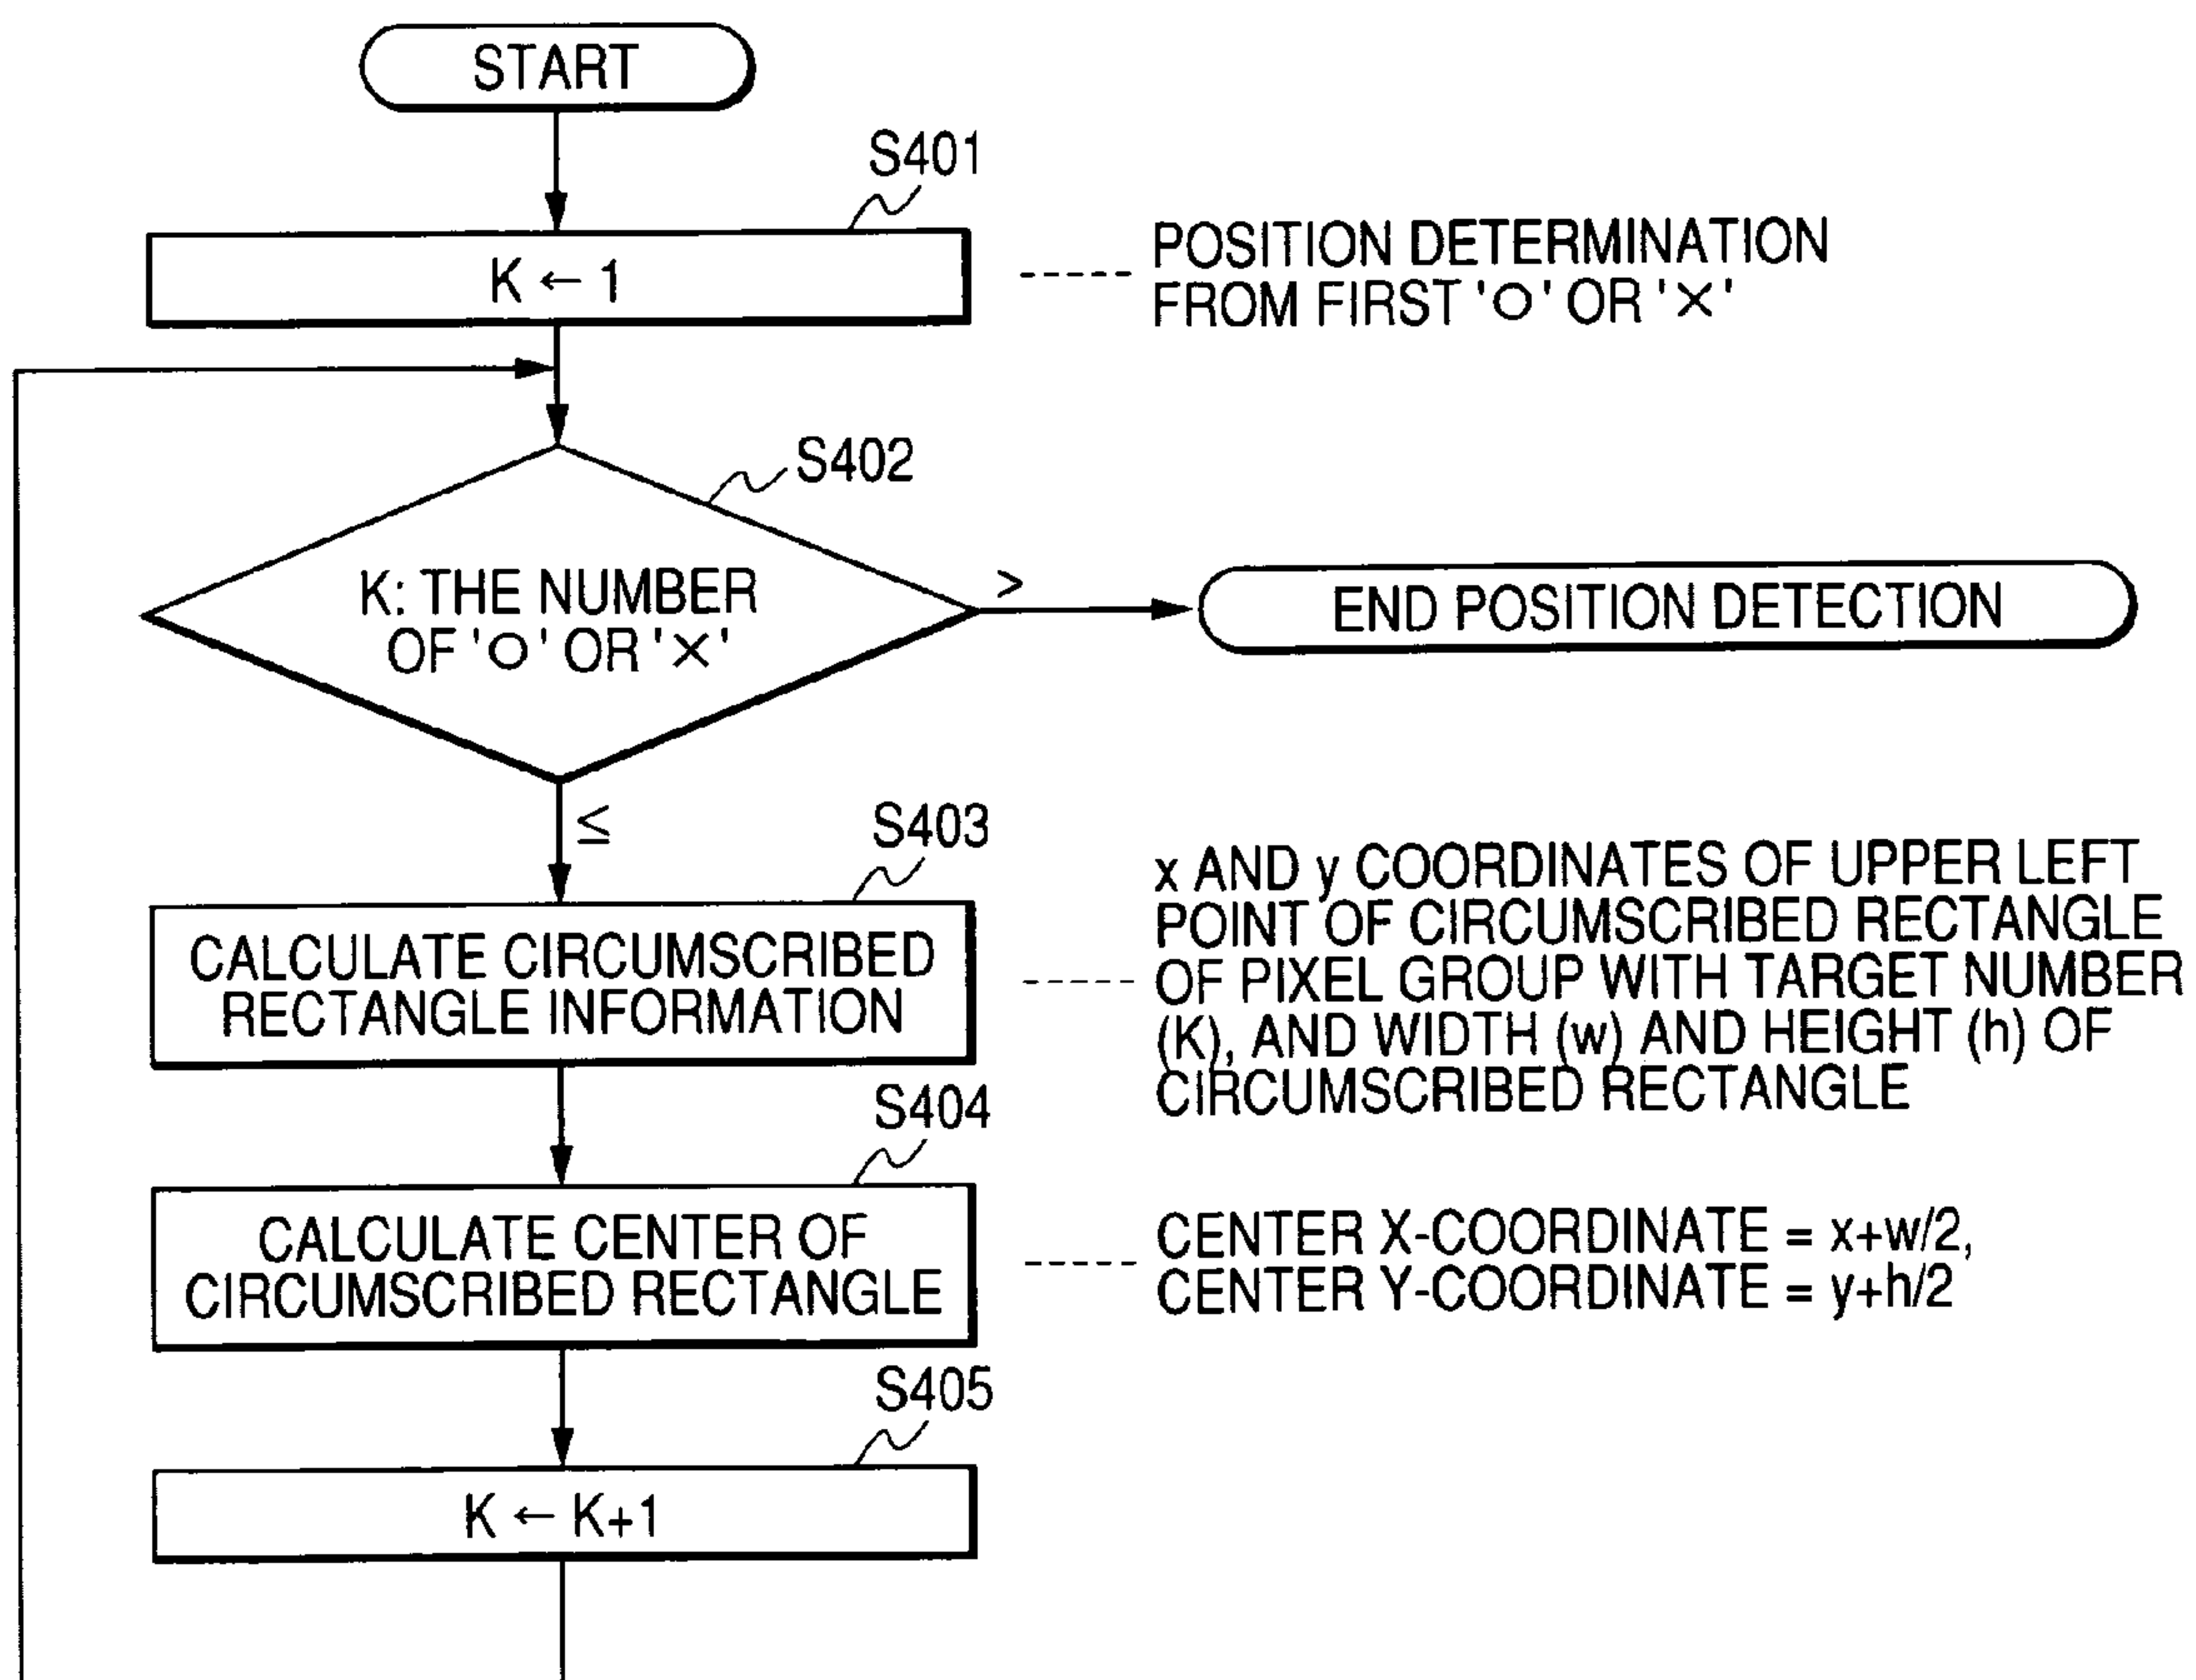 START
S401
K ← 1
POSITION DETERMINATION
FROM FIRST '○' OR '×'
S402
K: THE NUMBER
OF '○' OR '×'
>
END POSITION DETECTION
≤
S403
CALCULATE CIRCUMSCRIBED
RECTANGLE INFORMATION
x AND y COORDINATES OF UPPER LEFT
POINT OF CIRCUMSCRIBED RECTANGLE
OF PIXEL GROUP WITH TARGET NUMBER
(K), AND WIDTH (w) AND HEIGHT (h) OF
CIRCUMSCRIBED RECTANGLE
S404
CALCULATE CENTER OF
CIRCUMSCRIBED RECTANGLE
CENTER X-COORDINATE = x+w/2,
CENTER Y-COORDINATE = y+h/2
S405
K ← K+1